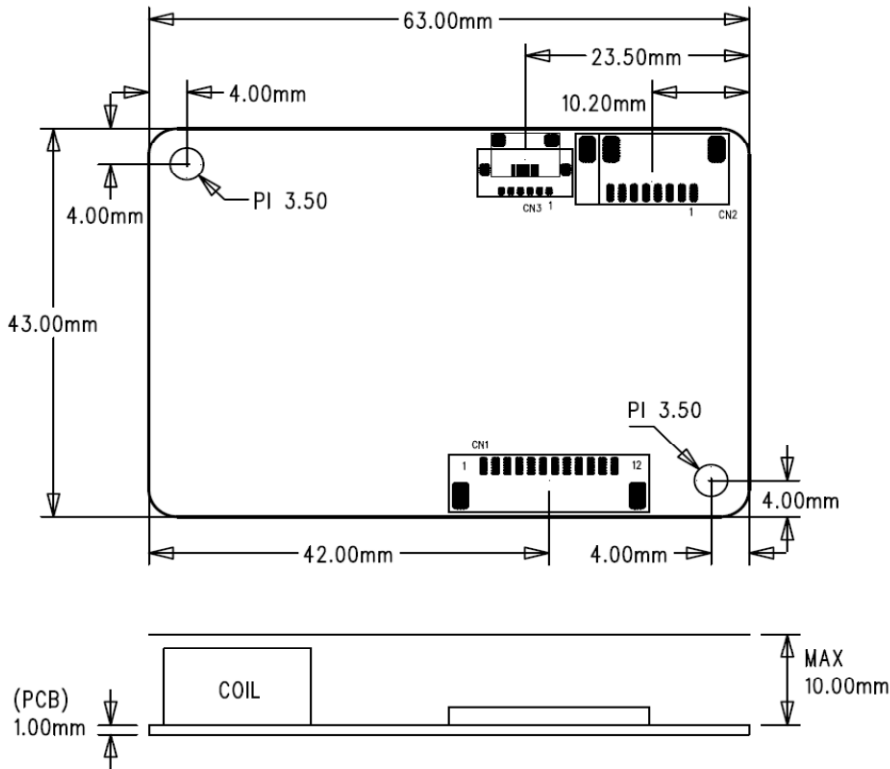 63.00mm
23.50mm
4.00mm
10.20mm
PI 3.50
4.00mm
CN3 1
1 CN2
43.00mm
PI 3.50
CN1
1 12
4.00mm
42.00mm
4.00mm
COIL
MAX
10.00mm
(PCB)
1.00mm